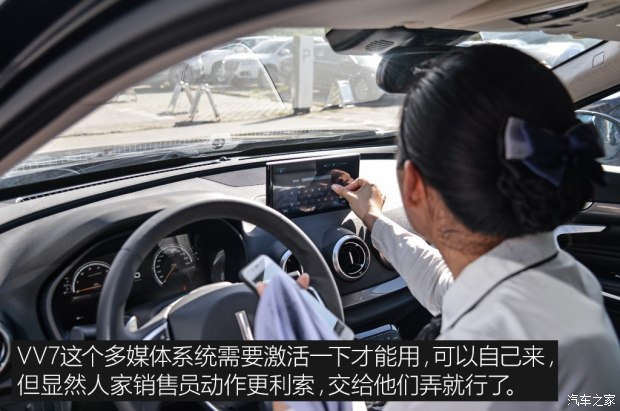 VV7这个多媒体系统需要激活一下才能用，可以自己来，
但显然人家销售员动作更利索，交给他们弄就行了。
汽车之家